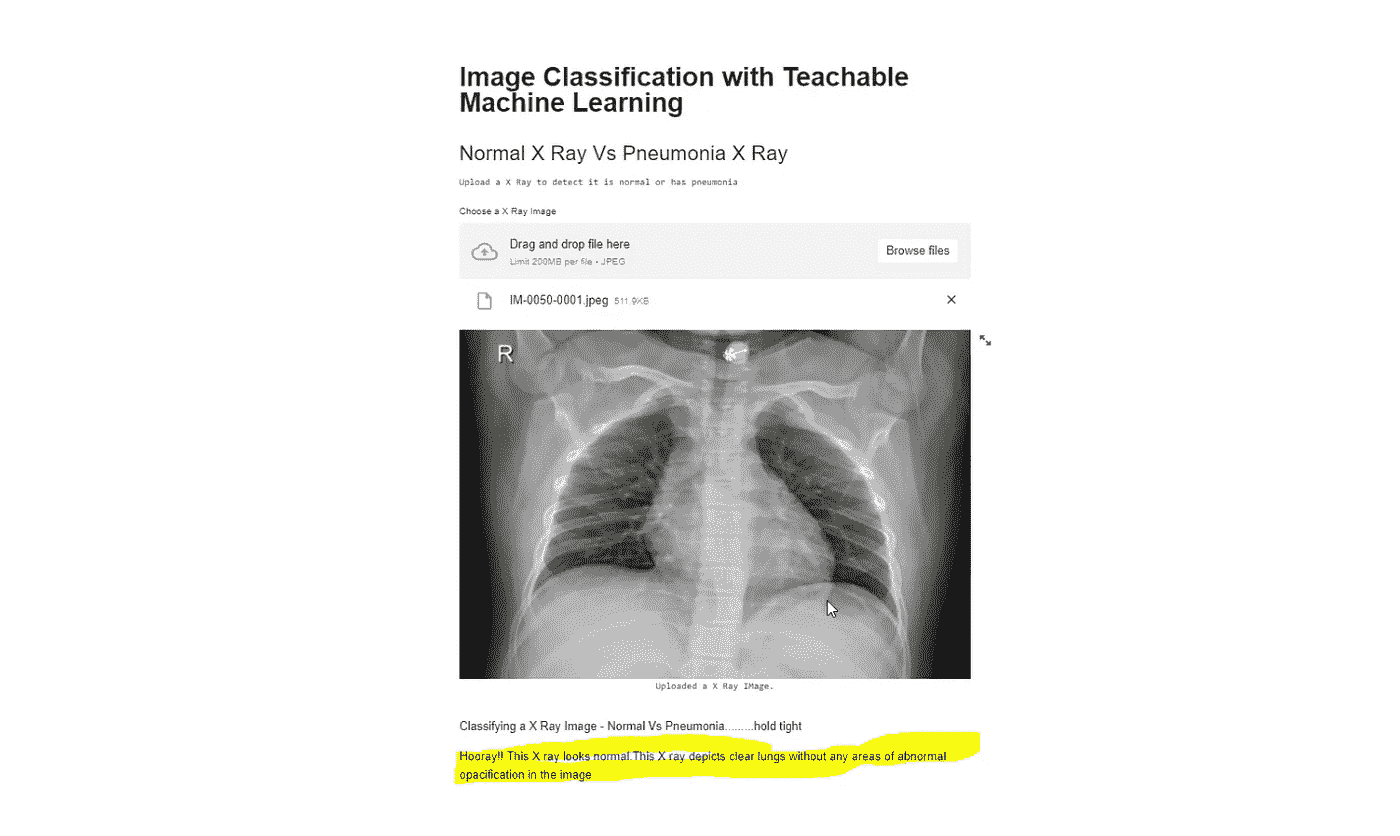 Image Classification with Teachable
Machine Learning
Normal X Ray Vs Pneumonia X Ray
Upload a X Ray to detect it is normal or has pneumonia
Choose a X Ray Image
Drag and drop file here
Limit 200MB per file • JPEG
Browse files
IM-0050-0001.jpeg 511.9KB
R
Uploaded a X Ray IMage.
Classifying a X Ray Image - Normal Vs Pneumonia.........hold tight
Hooray!! This X ray looks normal.This X ray depicts clear lungs without any areas of abnormal
opacification in the image